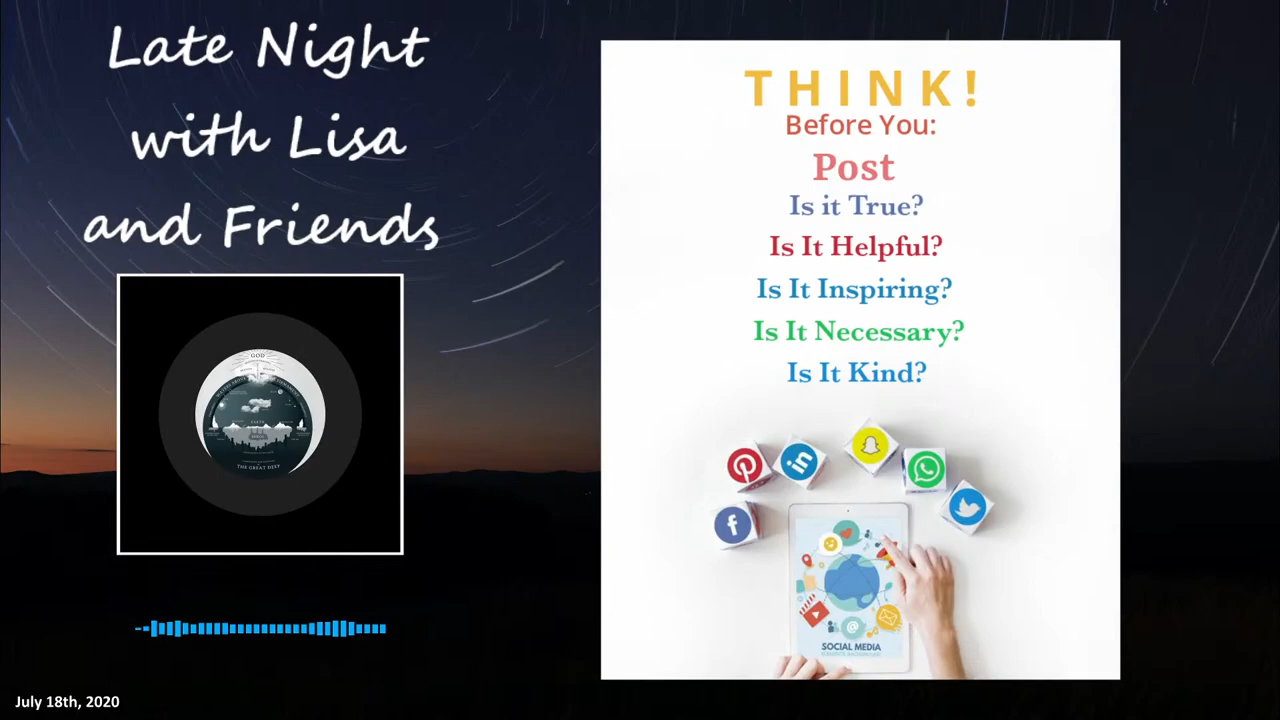 Late Night
with Lisa
and Friends
GOD
EARTH
THE GREAT DEEP
July 18th, 2020
THINK!
Before You:
Post
Is it True?
Is It Helpful?
Is It Inspiring?
Is It Necessary?
Is It Kind?
SOCIAL MEDIA